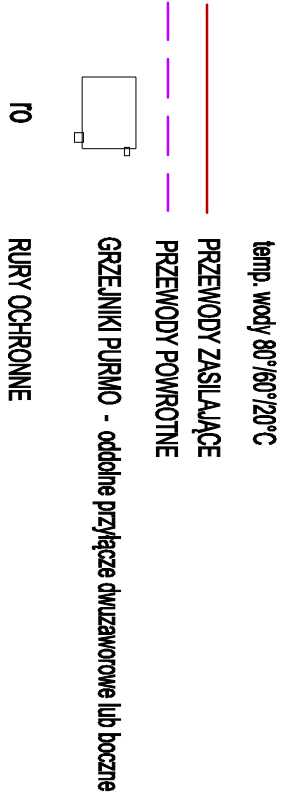 temp. wody 80°/60°/20°C
PRZEWODY ZASILAJĄCE
PRZEWODY POWROTNE
GRZEJNIKI PURMO - oddolne przyłącze dwuzaworowe lub boczne
ro RURY OCHRONNE